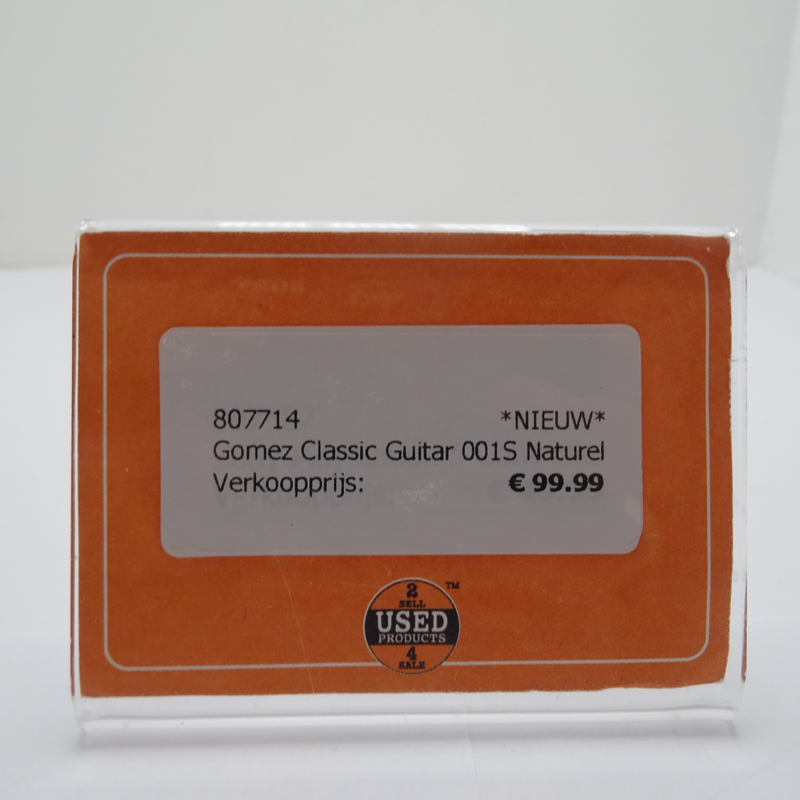 807714 *NIEUW*
Gomez Classic Guitar 001S Naturel
Verkoopprijs: € 99.99
2 TM
SELL
USED
PRODUCTS
4
SALE